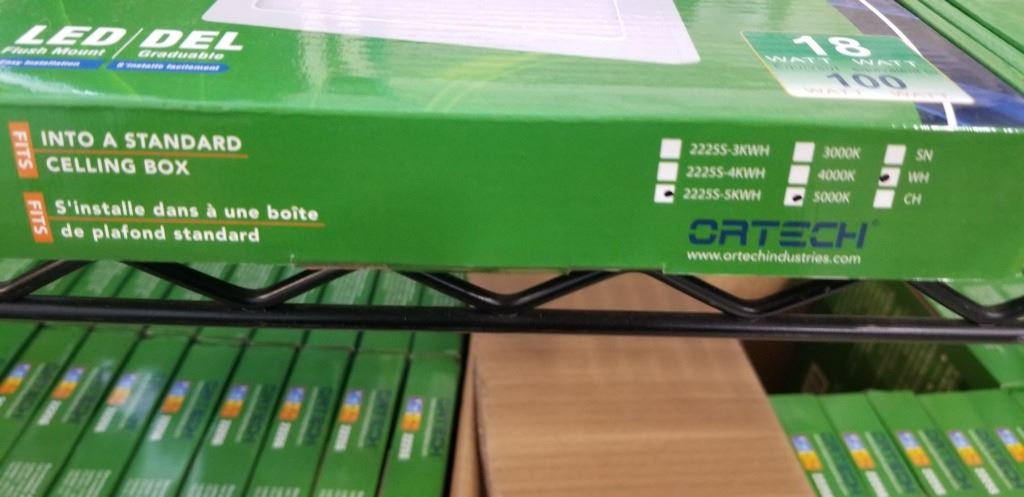 LED/DEL
Flush Mount Graduable
Easy Installation S'installe facilement
18
WATT WATT
100
WATT WATT
FITS
INTO A STANDARD
CELLING BOX
FITS
S'installe dans à une boîte
de plafond standard
2225S-3KWH 3000K SN
2225S-4KWH 4000K WH
2225S-5KWH 5000K CH
ORTECH
www.ortechindustries.com